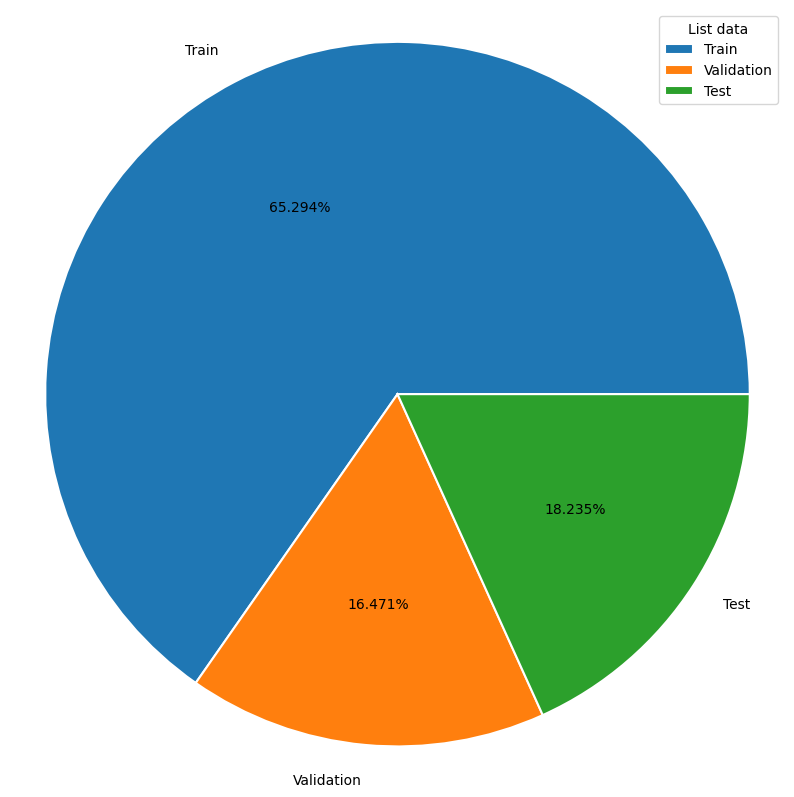 List data
Train
Validation
Test
Train
65.294%
18.235%
16.471%
Test
Validation